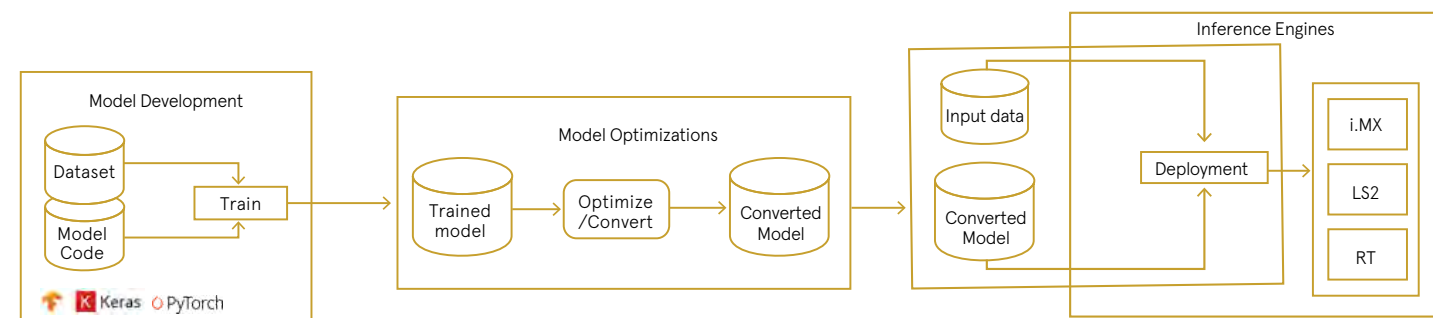 Model Development
Dataset
Model
Code
Train
K Keras
PyTorch
Model Optimizations
Trained
model
Optimize
/Convert
Converted
Model
Input data
Converted
Model
Inference Engines
Deployment
i.MX
LS2
RT